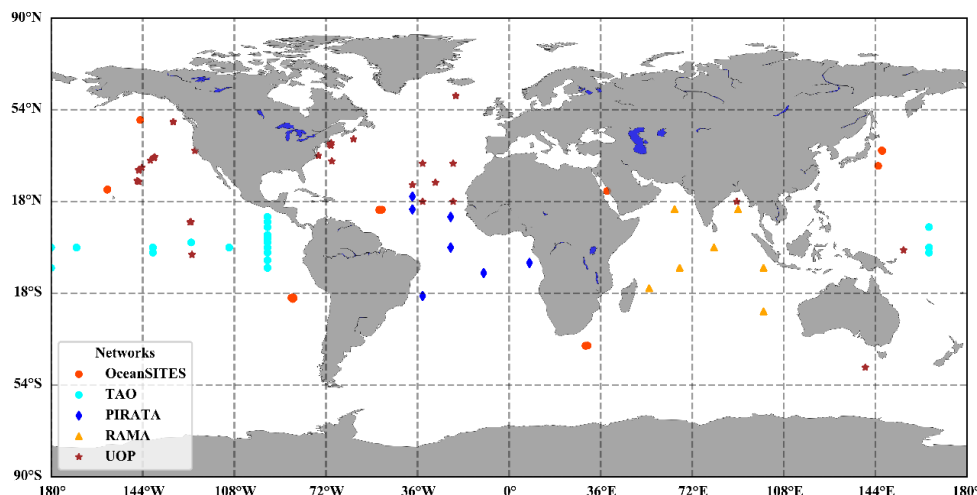 90°N
54°N
18°N
18°S
54°S
90°S
Networks
OceanSITES
TAO
PIRATA
RAMA
UOP
180° 144°W 108°W 72°W 36°W 0° 36°E 72°E 108°E 144°E 180°